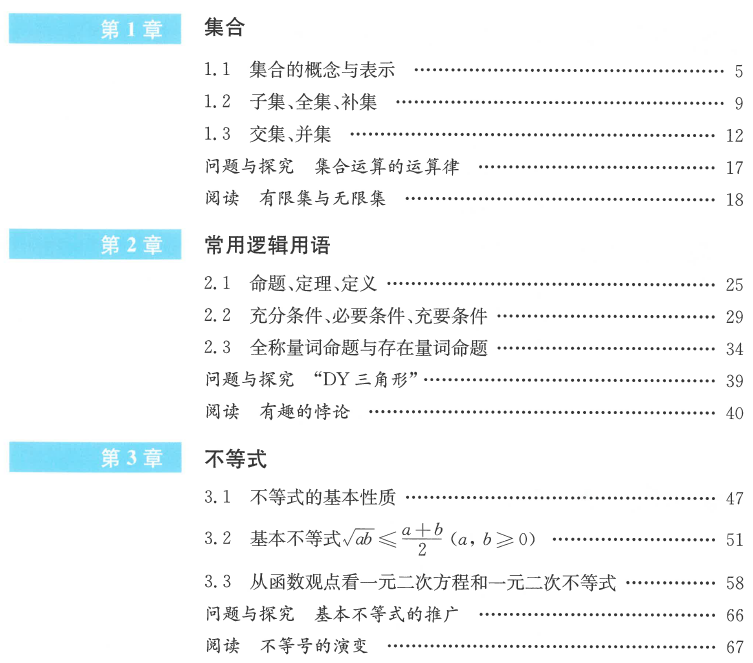 第1章 集合
1.1 集合的概念与表示 …… 5
1.2 子集、全集、补集 …… 9
1.3 交集、并集 …… 12
问题与探究 集合运算的运算律 …… 17
阅读 有限集与无限集 …… 18
第2章 常用逻辑用语
2.1 命题、定理、定义 …… 25
2.2 充分条件、必要条件、充要条件 …… 29
2.3 全称量词命题与存在量词命题 …… 34
问题与探究 “DY三角形” …… 39
阅读 有趣的悖论 …… 40
第3章 不等式
3.1 不等式的基本性质 …… 47
3.2 基本不等式√ab≤(a+b)/2 (a, b≥0) …… 51
3.3 从函数观点看一元二次方程和一元二次不等式 …… 58
问题与探究 基本不等式的推广 …… 66
阅读 不等号的演变 …… 67